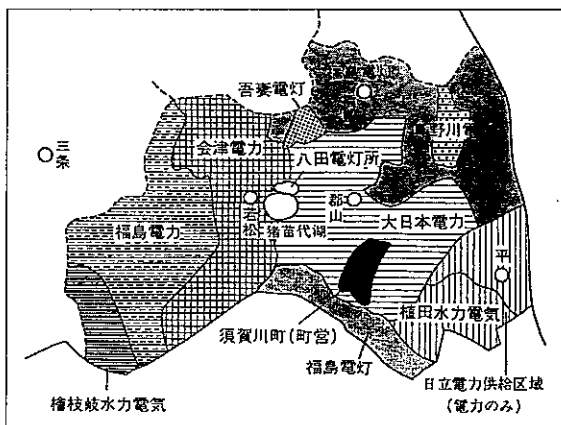 吾妻電灯
会津電力
八田電灯所
三条
若松
郡山
猪苗代湖
福島電力
大日本電力
平
植田水力電気
須賀川町(町営)
福島電灯
日立電力供給区域
(電力のみ)
檜枝岐水力電気